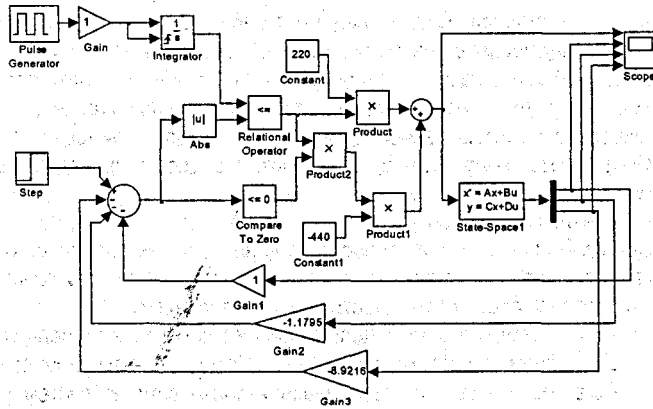 Pulse
Generator
1
Gain
1
s
Integrator
220
Constant
|u|
Abs
<=
Relational
Operator
×
Product
+
+
Scope
Step
+
-
-
-
<= 0
Compare
To Zero
×
Product2
-440
Constant1
×
Product1
x' = Ax+Bu
y = Cx+Du
State-Space1
1
Gain1
-1.1795
Gain2
-8.9216
Gain3